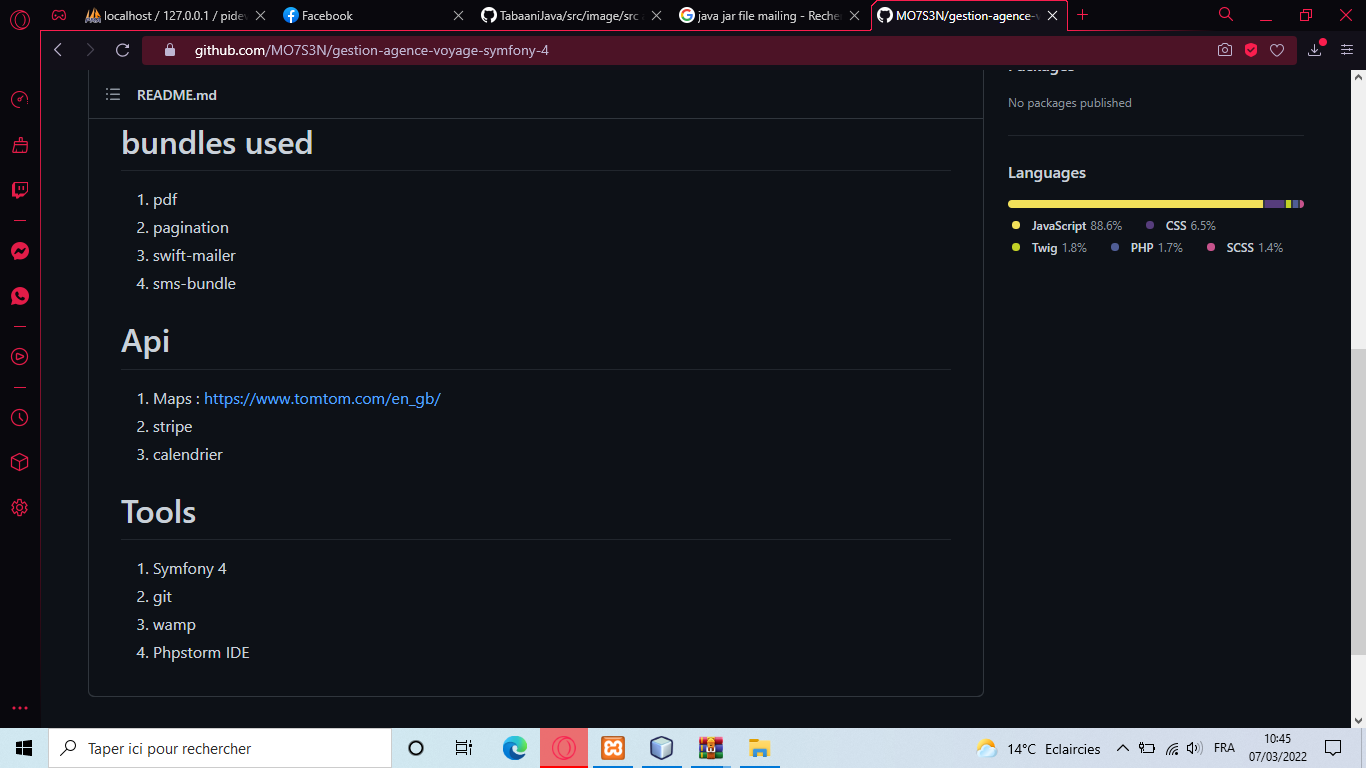 localhost / 127.0.0.1 / pidev
Facebook
TabaaniJava/src/image/src
java jar file mailing - Reche
MO7S3N/gestion-agence-v
github.com/MO7S3N/gestion-agence-voyage-symfony-4
Packages
README.md
No packages published
bundles used
1. pdf
2. pagination
3. swift-mailer
4. sms-bundle
Languages
JavaScript 88.6% CSS 6.5%
Twig 1.8% PHP 1.7% SCSS 1.4%
Api
1. Maps : https://www.tomtom.com/en_gb/
2. stripe
3. calendrier
Tools
1. Symfony 4
2. git
3. wamp
4. Phpstorm IDE
Taper ici pour rechercher
14°C Eclaircies
FRA
10:45
07/03/2022